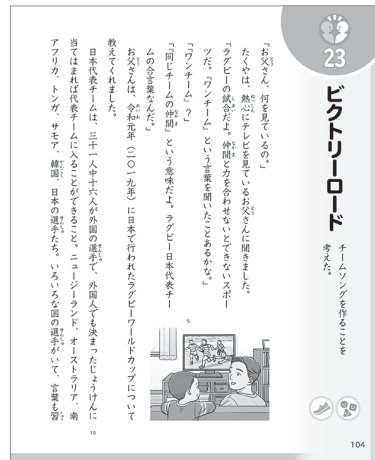 23
ビクトリーロード
チームソングを作ることを
考えた。
「お父さん、何を見ているの。」
たくやは、熱心にテレビを見ているお父さんに聞きました。
「ラグビーの試合だよ。仲間と力を合わせないとできないスポー
ツだ。『ワンチーム』という言葉を聞いたことあるかな。」
「『ワンチーム』？」
「『同じチームの仲間』という意味だよ。ラグビー日本代表チー
ムの合言葉なんだ。」
お父さんは、令和元年（二〇一九年）に日本で行われたラグビーワールドカップについて
教えてくれました。
日本代表チームは、三十一人中十六人が外国の選手で、外国人でも決まったじょうけんに
当てはまれば代表チームに入ることができること。ニュージーランド、オーストラリア、南
アフリカ、トンガ、サモア、韓国、日本の選手たち。いろいろな国の選手がいて、言葉も習
5
10
104